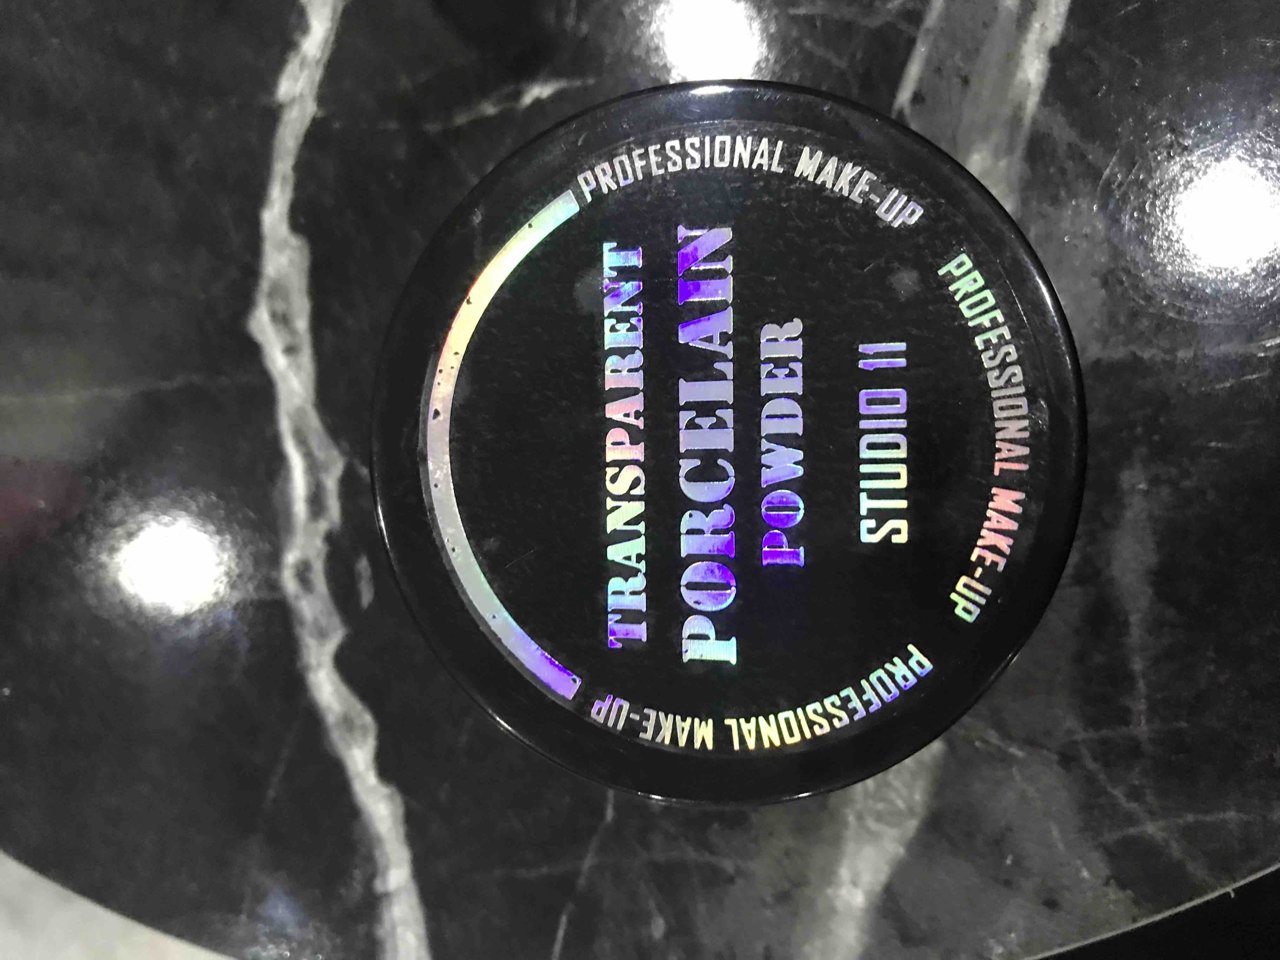 TRANSPARENT
PORCELAIN
POWDER
STUDIO 11
PROFESSIONAL MAKE-UP
PROFESSIONAL MAKE-UP
PROFESSIONAL MAKE-UP